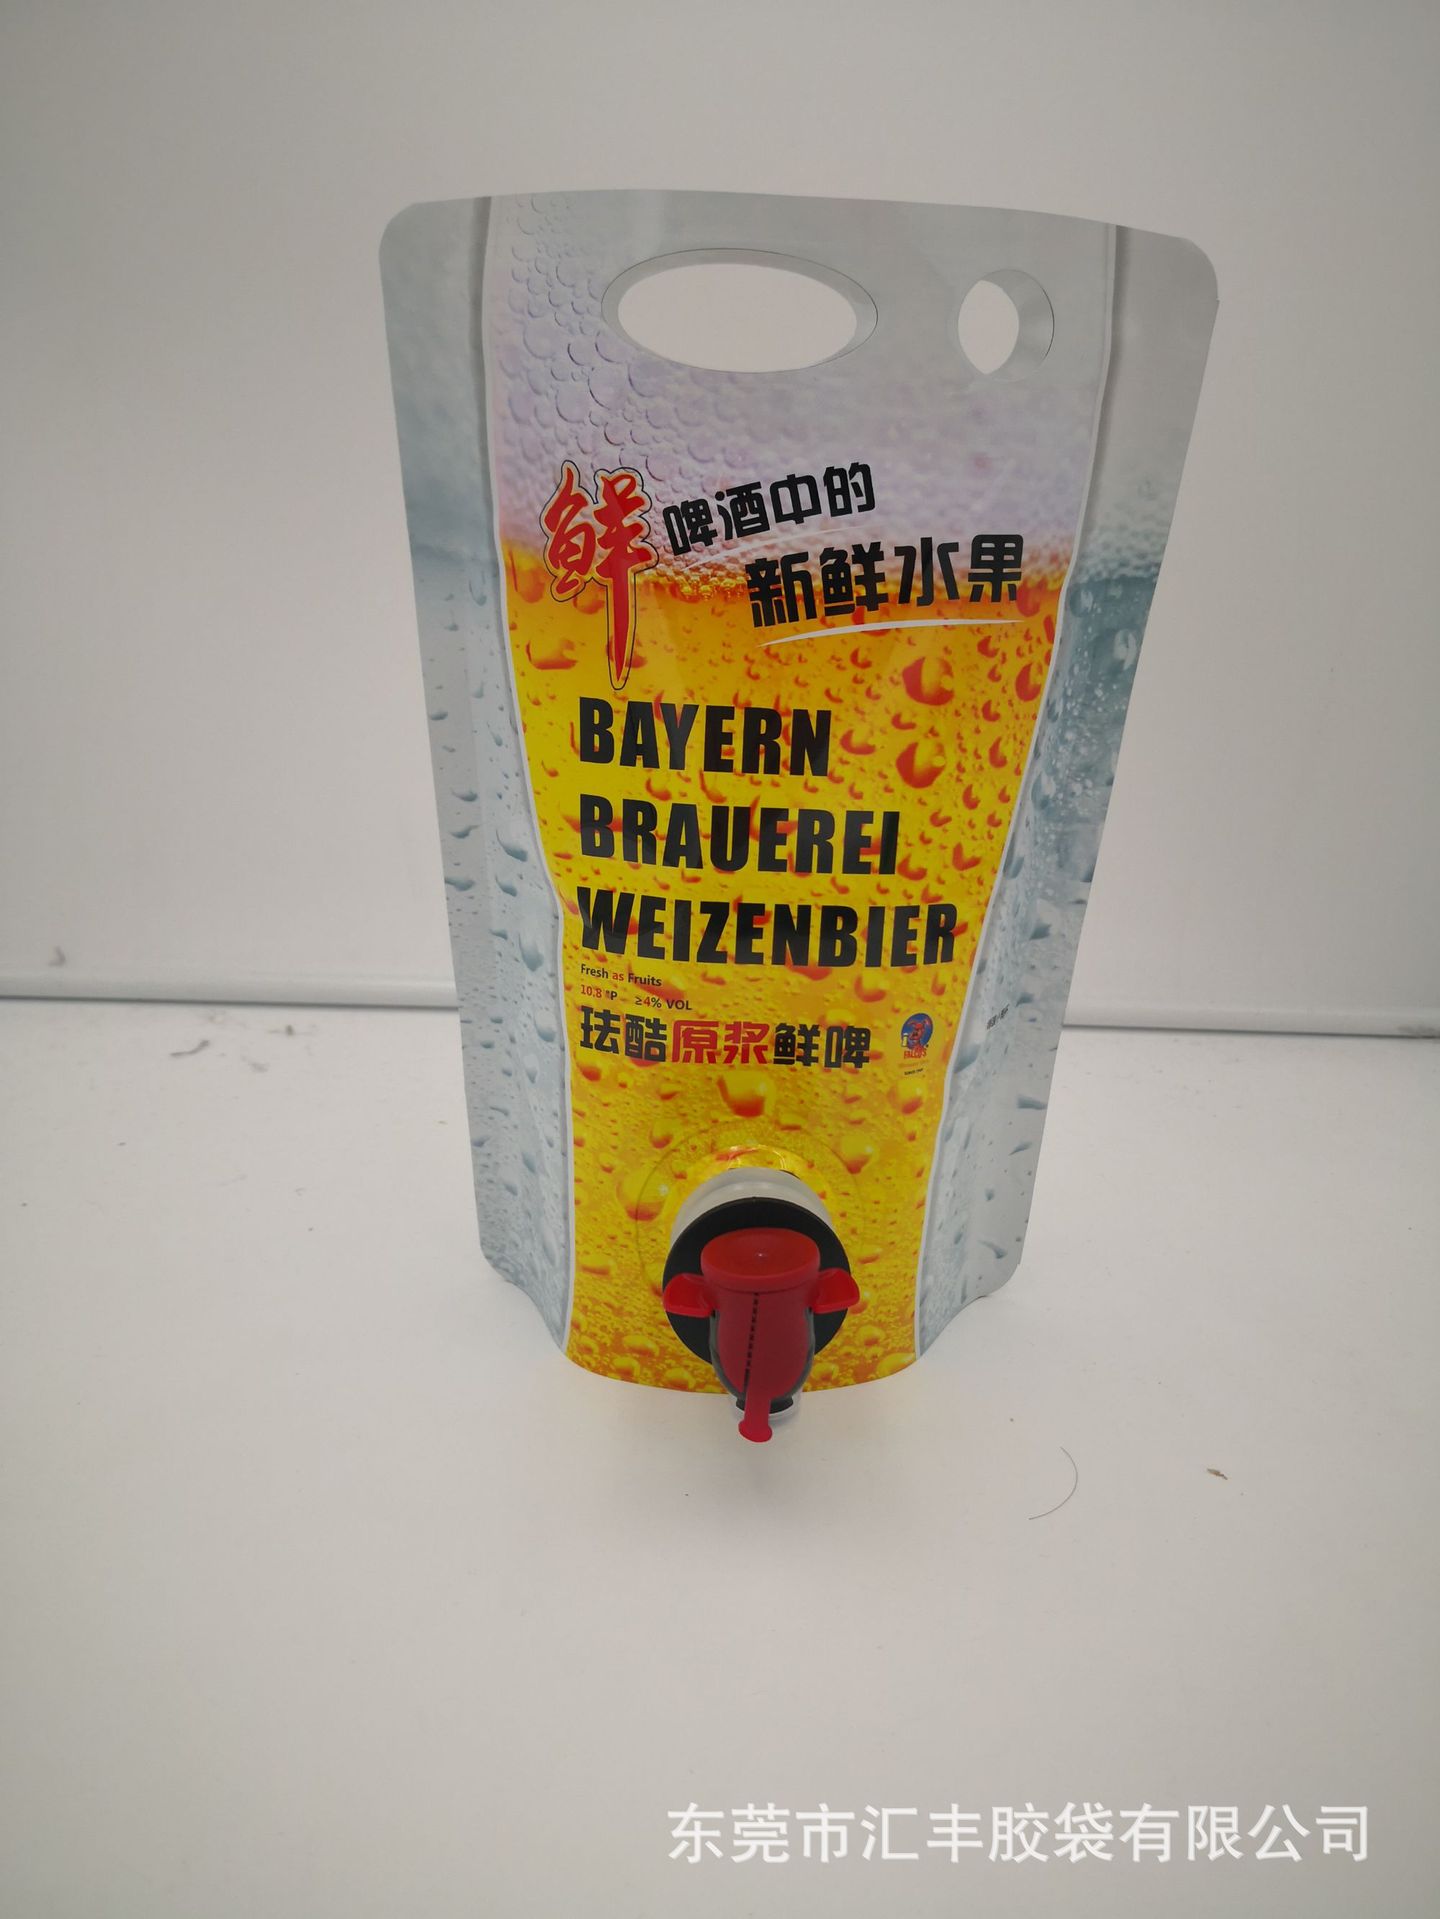 鲜
啤酒中的
新鲜水果
BAYERN
BRAUEREI
WEIZENBIER
Fresh as Fruits
10.8 °P ≥4% VOL
珐酷原浆鲜啤
东莞市汇丰胶袋有限公司